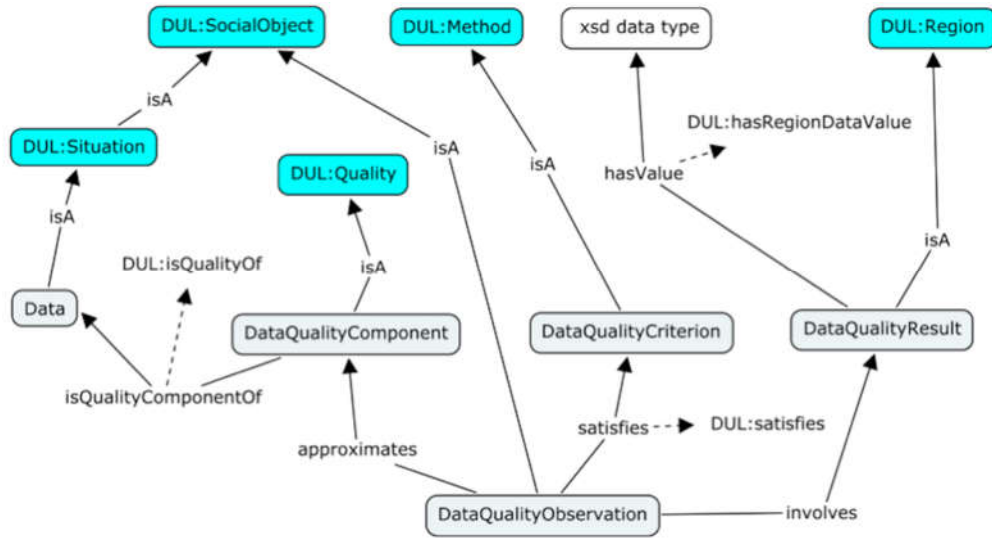 DUL:SocialObject
DUL:Method
xsd data type
DUL:Region
isA
DUL:hasRegionDataValue
DUL:Situation
isA
isA
hasValue
DUL:Quality
isA
isA
isA
DUL:isQualityOf
Data
DataQualityComponent
DataQualityCriterion
DataQualityResult
isQualityComponentOf
satisfies
DUL:satisfies
approximates
DataQualityObservation
involves